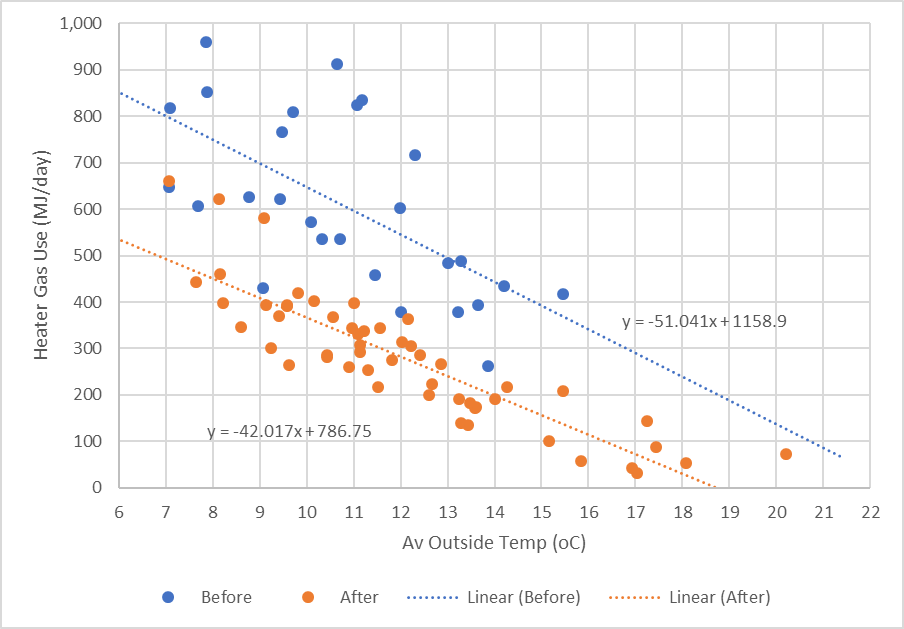 1,000
900
800
700
600
500
400
300
200
100
0
Heater Gas Use (MJ/day)
y = -51.041x + 1158.9
y = -42.017x + 786.75
6 7 8 9 10 11 12 13 14 15 16 17 18 19 20 21 22
Av Outside Temp (oC)
Before After Linear (Before) Linear (After)